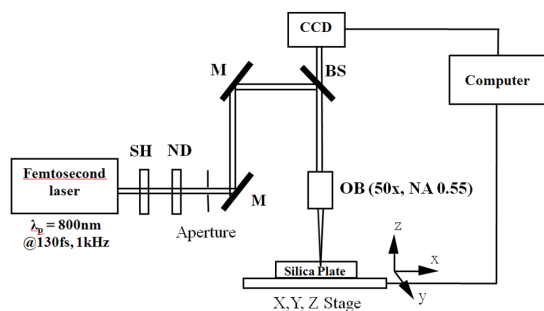 CCD
M
BS
Computer
SH ND
Femtosecond
laser
OB (50x, NA 0.55)
M
λp = 800nm
@130fs, 1kHz
Aperture
z
x
Silica Plate
y
X,Y, Z Stage